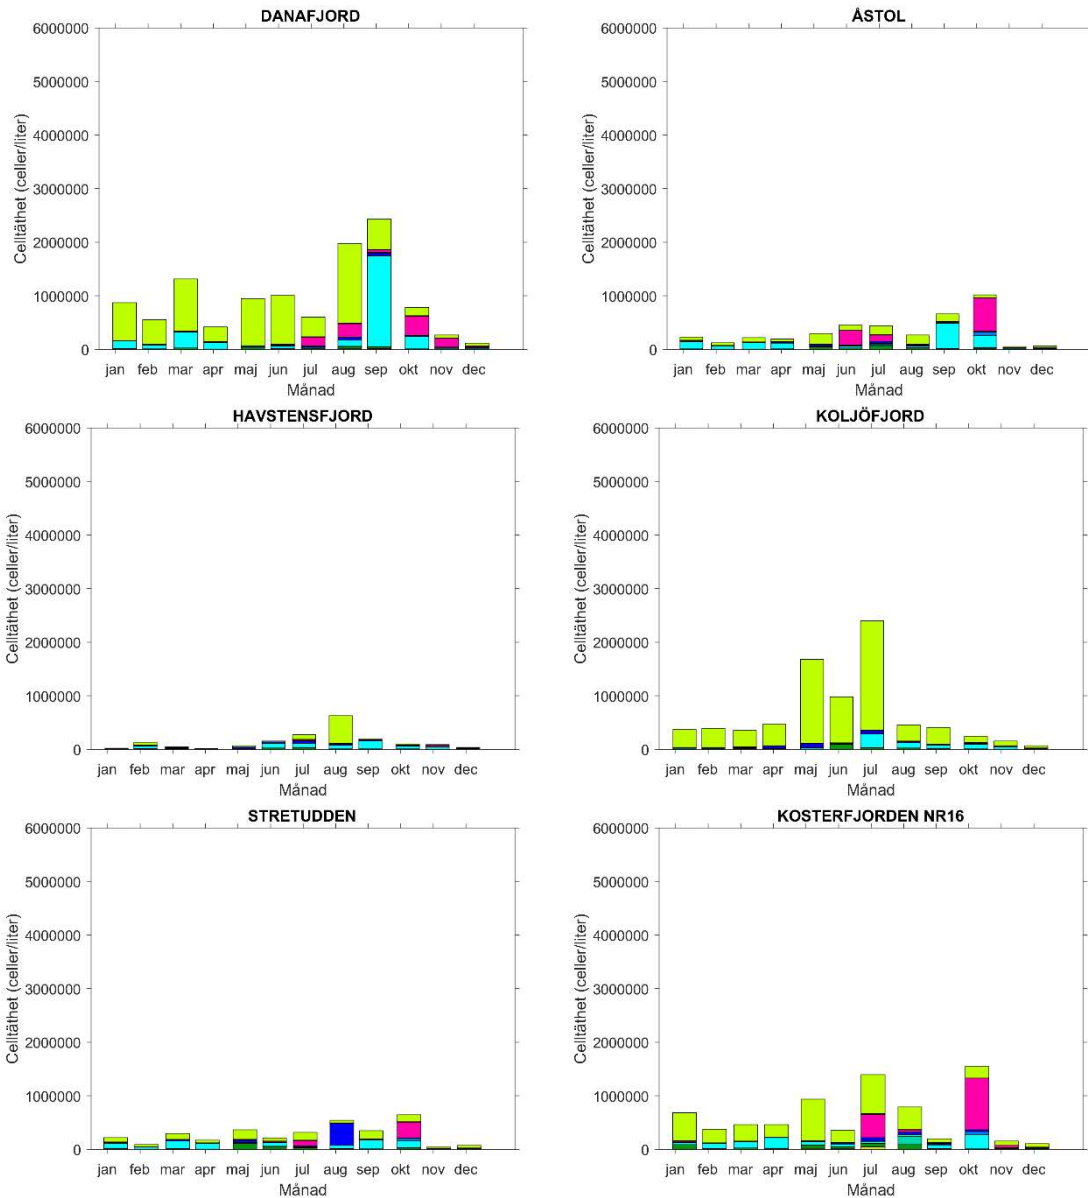 DANAFJORD
6000000
5000000
4000000
3000000
2000000
1000000
0
Celltäthet (celler/liter)
jan feb mar apr maj jun jul aug sep okt nov dec
Månad
ÅSTOL
6000000
5000000
4000000
3000000
2000000
1000000
0
Celltäthet (celler/liter)
jan feb mar apr maj jun jul aug sep okt nov dec
Månad
HAVSTENSFJORD
6000000
5000000
4000000
3000000
2000000
1000000
0
Celltäthet (celler/liter)
jan feb mar apr maj jun jul aug sep okt nov dec
Månad
KOLJÖFJORD
6000000
5000000
4000000
3000000
2000000
1000000
0
Celltäthet (celler/liter)
jan feb mar apr maj jun jul aug sep okt nov dec
Månad
STRETUDDEN
6000000
5000000
4000000
3000000
2000000
1000000
0
Celltäthet (celler/liter)
jan feb mar apr maj jun jul aug sep okt nov dec
Månad
KOSTERFJORDEN NR16
6000000
5000000
4000000
3000000
2000000
1000000
0
Celltäthet (celler/liter)
jan feb mar apr maj jun jul aug sep okt nov dec
Månad